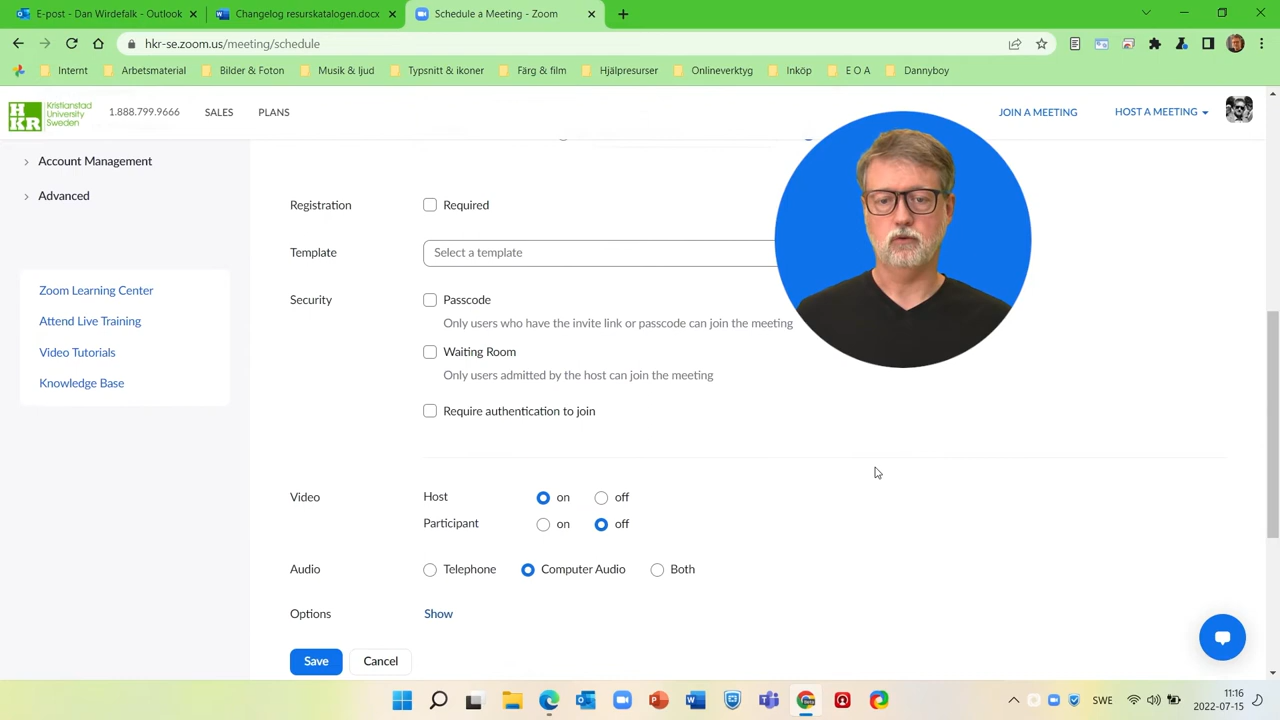 E-post - Dan Wirdefalk - Outlook
Changelog resurskatalogen.docx
Schedule a Meeting - Zoom
hkr-se.zoom.us/meeting/schedule
Internt
Arbetsmaterial
Bilder & Foton
Musik & ljud
Typsnitt & ikoner
Färg & film
Hjälpresurser
Onlineverktyg
Inköp
E O A
Dannyboy
HKR
Kristianstad
University
Sweden
1.888.799.9666
SALES
PLANS
JOIN A MEETING
HOST A MEETING
Account Management
Advanced
Zoom Learning Center
Attend Live Training
Video Tutorials
Knowledge Base
Registration
Required
Template
Select a template
Security
Passcode
Only users who have the invite link or passcode can join the meeting
Waiting Room
Only users admitted by the host can join the meeting
Require authentication to join
Video
Host
on
off
Participant
on
off
Audio
Telephone
Computer Audio
Both
Options
Show
Save
Cancel
SWE
11:16
2022-07-15